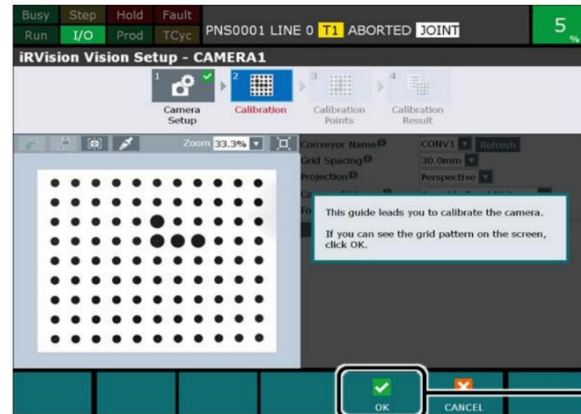 Busy Step Hold Fault
Run I/O Prod TCyc
PNS0001 LINE 0 T1 ABORTED JOINT
5 %
iRVision Vision Setup - CAMERA1
1 2 3 4
Camera Setup
Calibration
Calibration Points
Calibration Result
Zoom 33.3%
Conveyor Name CONV1 Refresh
Grid Spacing 30.0mm
Projection Perspective
This guide leads you to calibrate the camera.
If you can see the grid pattern on the screen,
click OK.
OK CANCEL